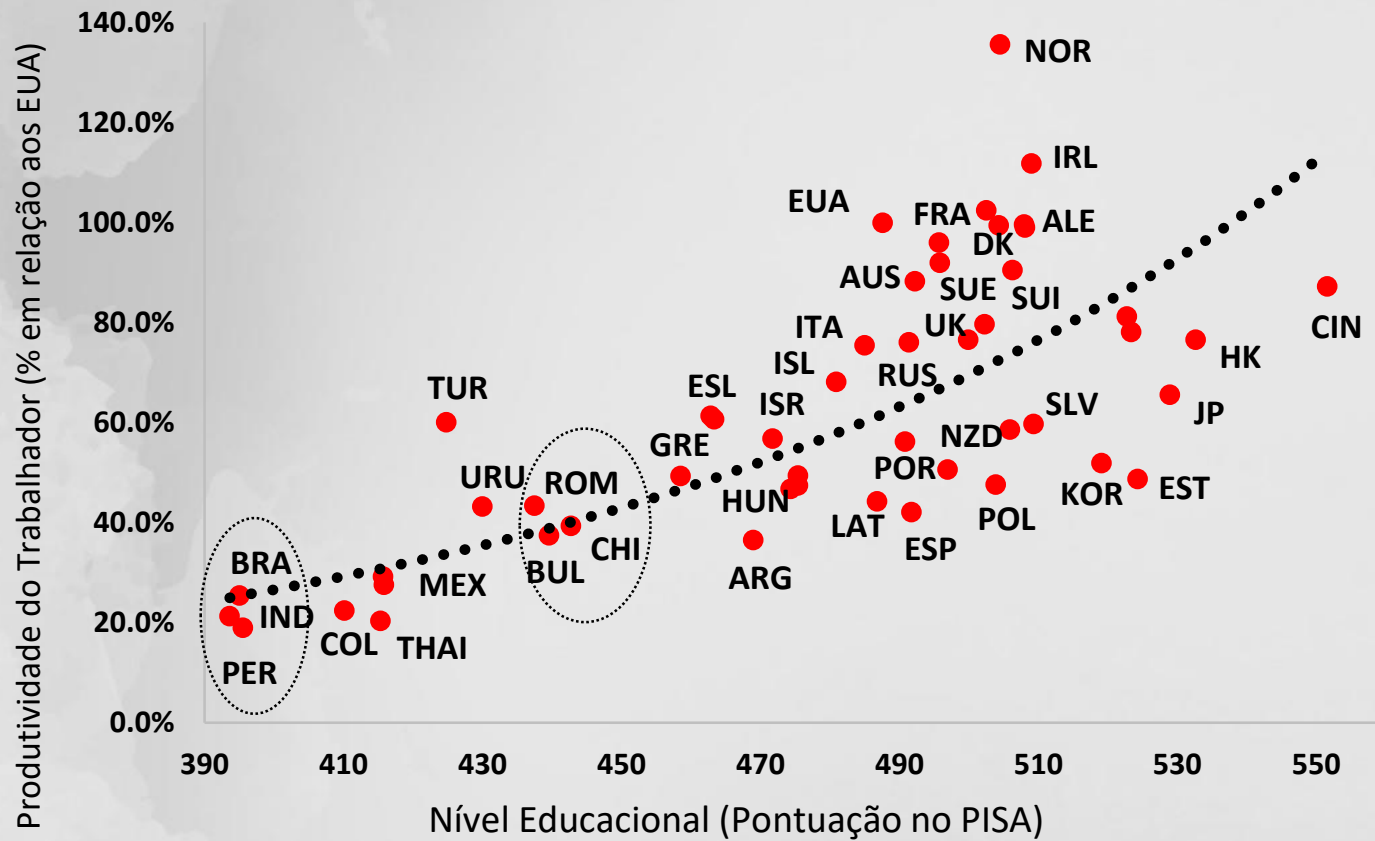 Produtividade do Trabalhador (% em relação aos EUA)
140.0%
120.0%
100.0%
80.0%
60.0%
40.0%
20.0%
0.0%
NOR
IRL
EUA
FRA
ALE
DK
AUS
SUE
SUI
ITA
UK
CIN
ISL
RUS
HK
TUR
ESL
ISR
SLV
JP
GRE
NZD
URU
ROM
POR
HUN
KOR
EST
POL
LAT
CHI
ESP
BRA
BUL
ARG
MEX
IND
COL
THAI
PER
390
410
430
450
470
490
510
530
550
Nível Educacional (Pontuação no PISA)